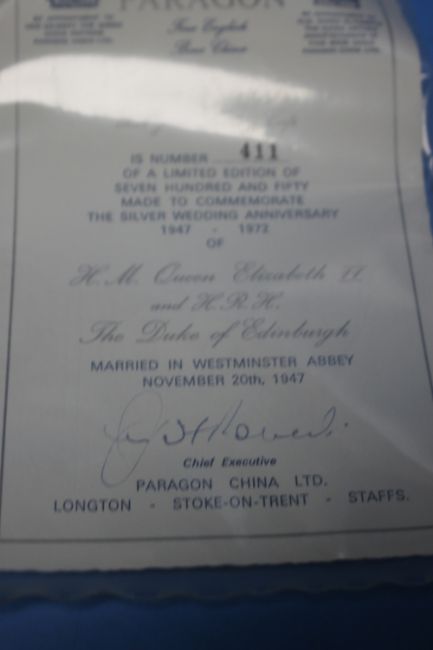 PARAGON
Fine English
Bone China
IS NUMBER 411
OF A LIMITED EDITION OF
SEVEN HUNDRED AND FIFTY
MADE TO COMMEMORATE
THE SILVER WEDDING ANNIVERSARY
1947 - 1972
OF
H.M. Queen Elizabeth II
and H.R.H.
The Duke of Edinburgh
MARRIED IN WESTMINSTER ABBEY
NOVEMBER 20th, 1947
Chief Executive
PARAGON CHINA LTD.
LONGTON - STOKE-ON-TRENT - STAFFS.